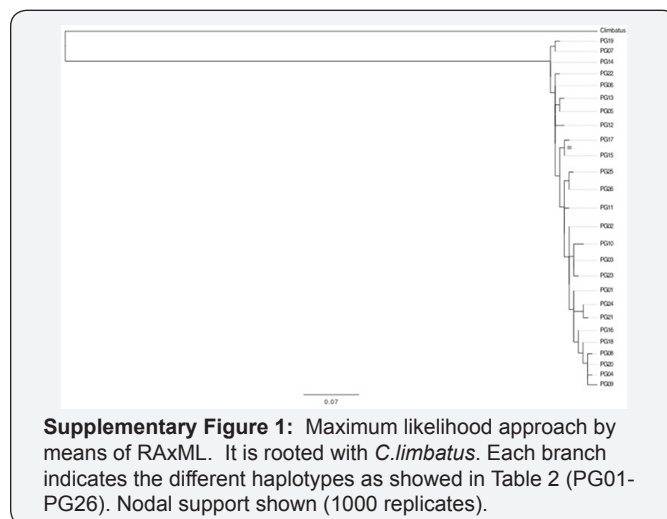 Climbatus
PG19
PG07
PG14
PG22
PG06
PG13
PG05
PG12
PG17
PG15
PG25
PG26
PG11
PG02
PG10
PG03
PG23
PG01
PG24
PG21
PG16
PG18
PG08
PG20
PG04
PG09
0.07
Supplementary Figure 1: Maximum likelihood approach by
means of RAxML. It is rooted with C.limbatus. Each branch
indicates the different haplotypes as showed in Table 2 (PG01-
PG26). Nodal support shown (1000 replicates).